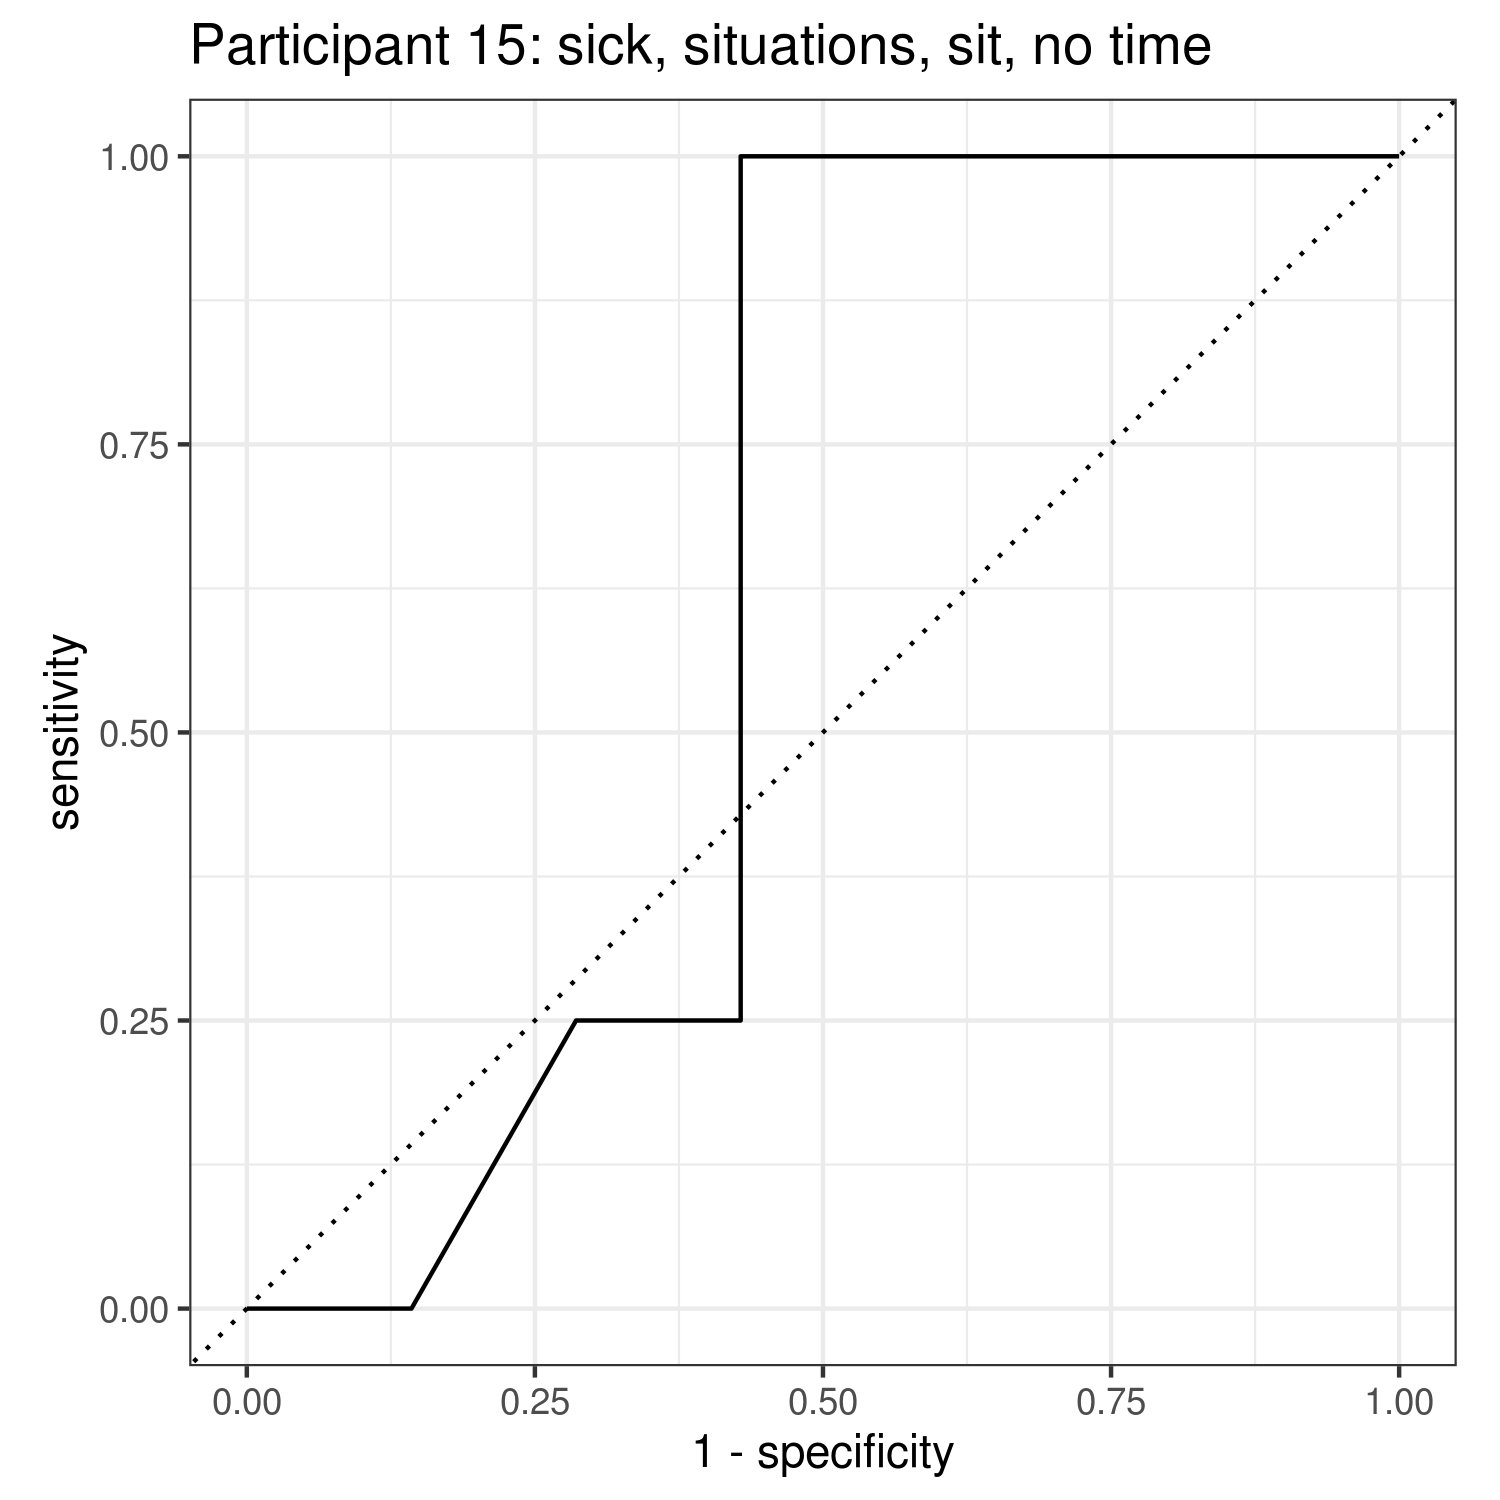 Participant 15: sick, situations, sit, no time
1.00
0.75
0.50
0.25
0.00
sensitivity
0.00 0.25 0.50 0.75 1.00
1 - specificity